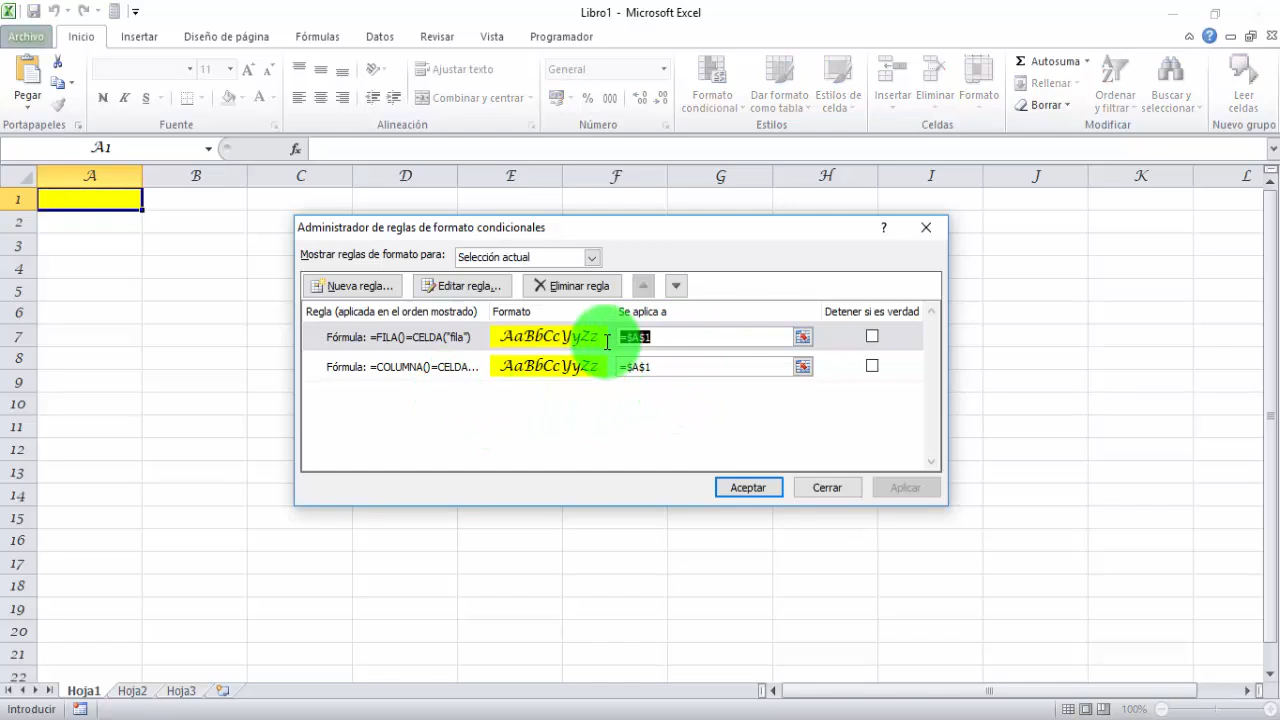 Libro1 - Microsoft Excel
Archivo Inicio Insertar Diseño de página Fórmulas Datos Revisar Vista Programador
Pegar
Portapapeles
11 A A
N K S A
Fuente
Ajustar texto
Combinar y centrar
Alineación
General
% 000
Número
Formato condicional
Dar formato como tabla
Estilos de celda
Estilos
Insertar Eliminar Formato
Celdas
Σ Autosuma
Rellenar
Borrar
Ordenar y filtrar
Buscar y seleccionar
Modificar
Leer celdas
Nuevo grupo
A1 fx
A B C D E F G H I J K L
1
2
3
4
5
6
7
8
9
10
11
12
13
14
15
16
17
18
19
20
21
22
Administrador de reglas de formato condicionales ?
Mostrar reglas de formato para: Selección actual
Nueva regla... Editar regla... Eliminar regla
Regla (aplicada en el orden mostrado) Formato Se aplica a Detener si es verdad
Fórmula: =FILA()=CELDA("fila") AaBbCcYyZz =$A$1
Fórmula: =COLUMNA()=CELDA... AaBbCcYyZz =$A$1
Aceptar Cerrar Aplicar
Hoja1 Hoja2 Hoja3
Introducir 100%